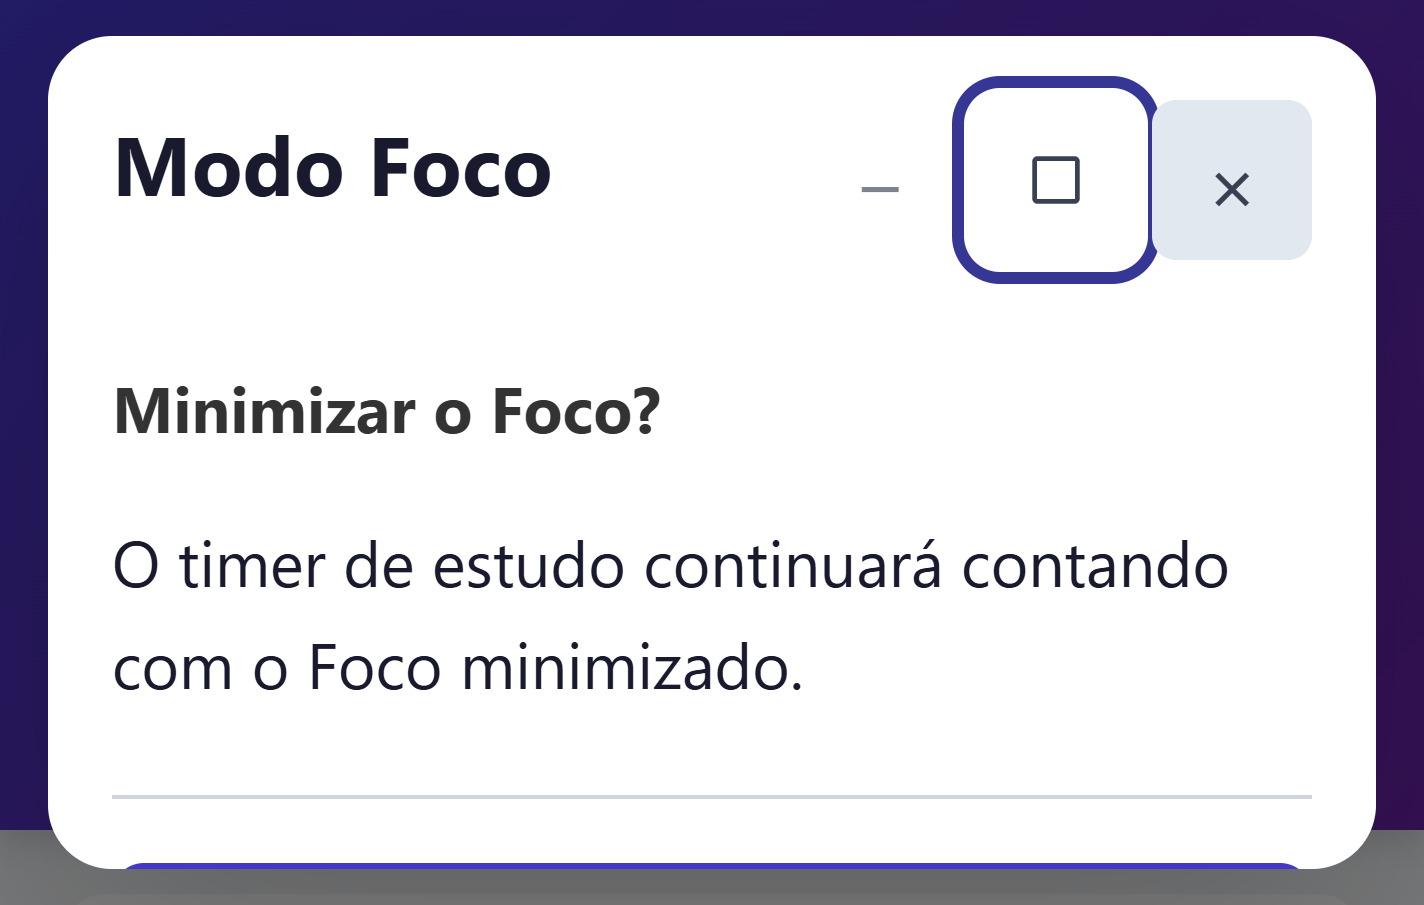 Modo Foco
Minimizar o Foco?
O timer de estudo continuará contando
com o Foco minimizado.